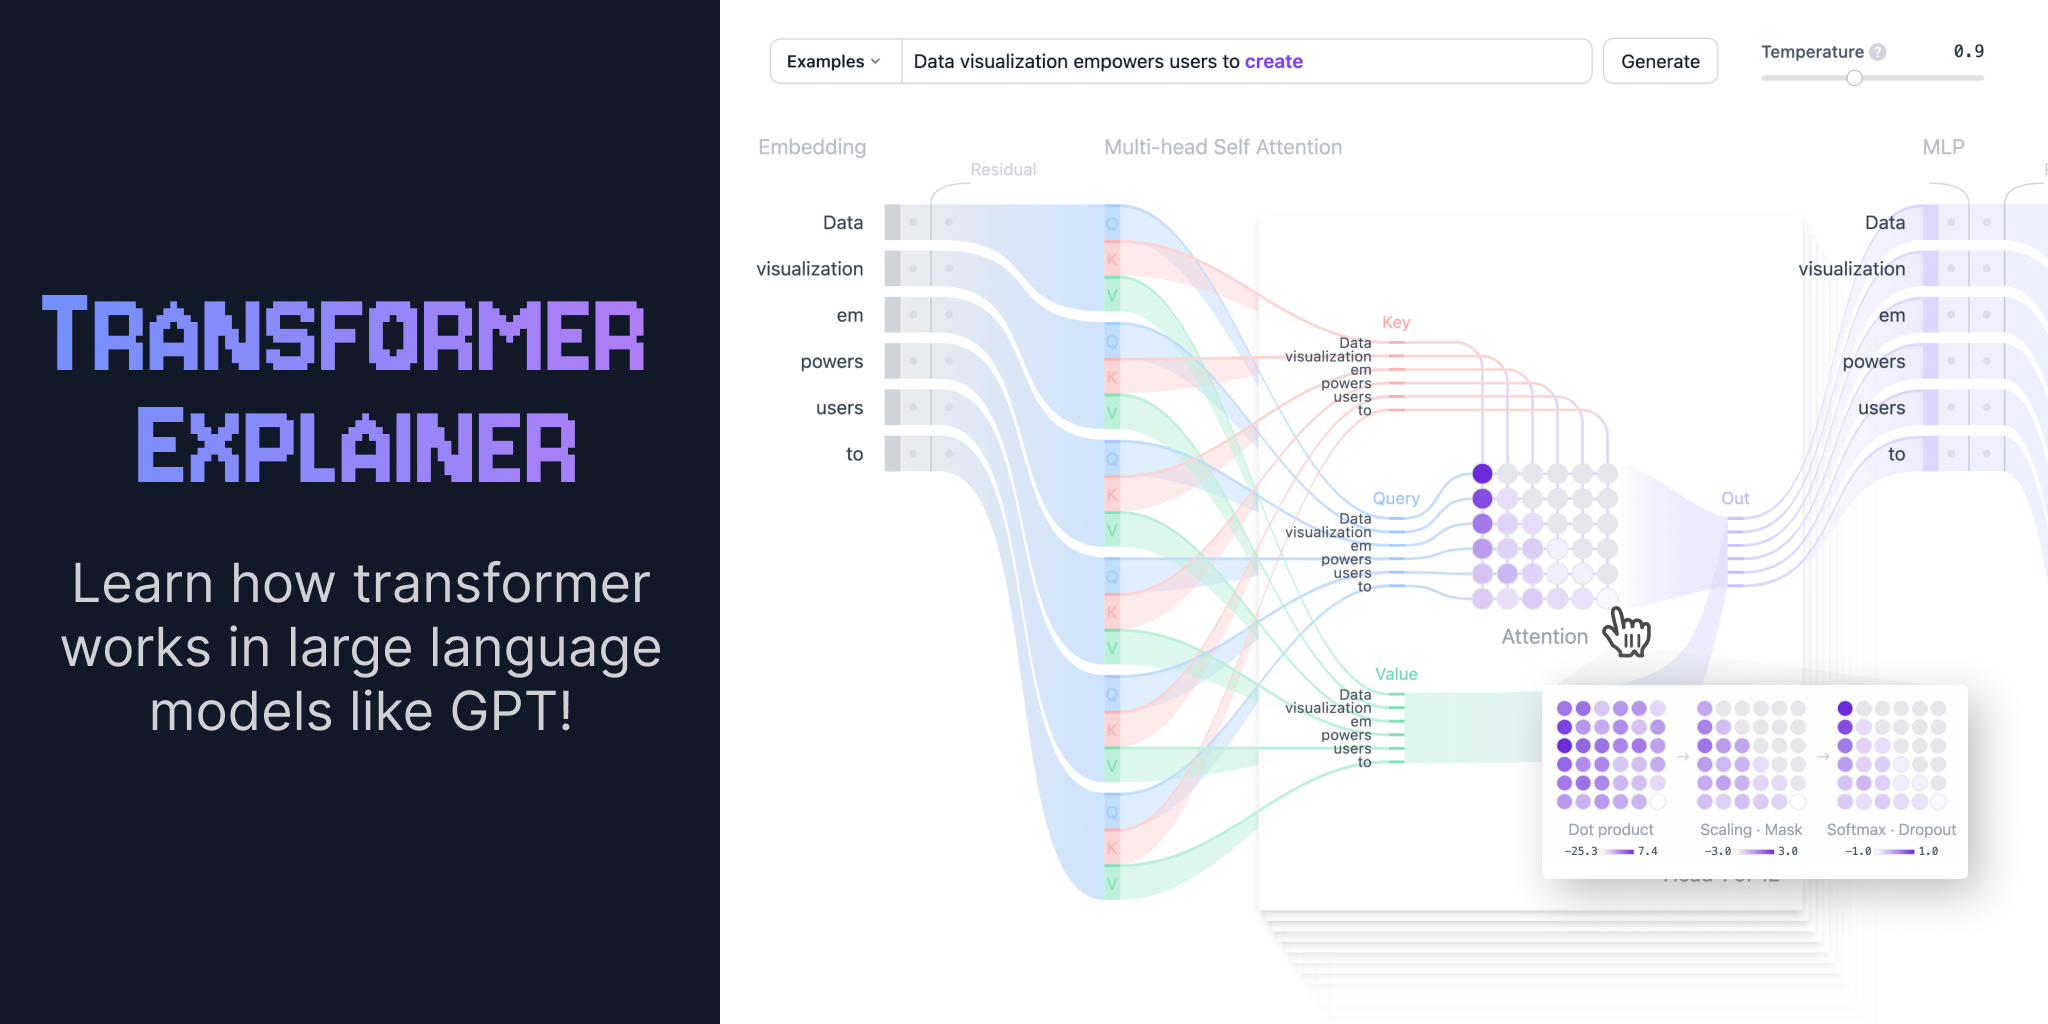 TRANSFORMER
EXPLAINER
Learn how transformer
works in large language
models like GPT!
Examples
Data visualization empowers users to create
Generate
Temperature ?
0.9
Embedding
Residual
Multi-head Self Attention
MLP
Data
visualization
em
powers
users
to
Q
K
V
Q
K
V
Q
K
V
Q
K
V
Q
K
V
Q
K
V
Key
Data
visualization
em
powers
users
to
Query
Data
visualization
em
powers
users
to
Attention
Value
Data
visualization
em
powers
users
to
Out
Data
visualization
em
powers
users
to
Dot product
-25.3 7.4
Scaling · Mask
-3.0 3.0
Softmax · Dropout
-1.0 1.0